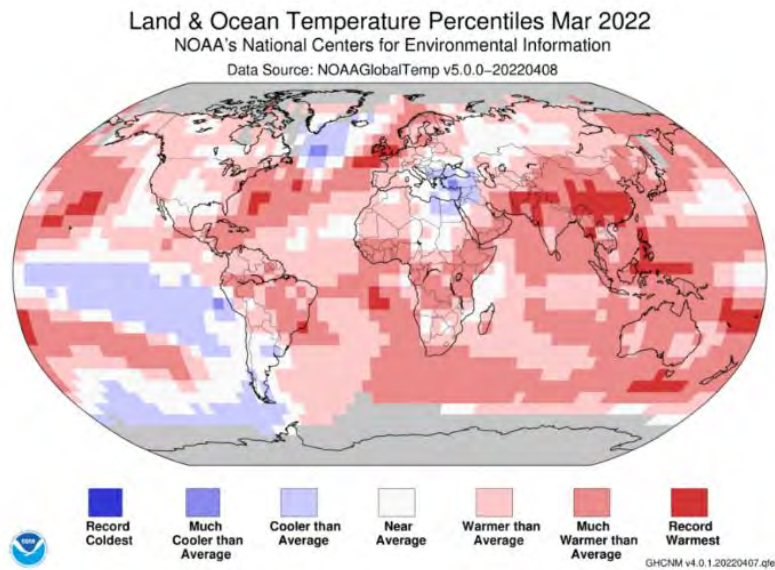 Land & Ocean Temperature Percentiles Mar 2022
NOAA's National Centers for Environmental Information
Data Source: NOAAGlobalTemp v5.0.0–20220408
Record
Coldest
Much
Cooler than
Average
Cooler than
Average
Near
Average
Warmer than
Average
Much
Warmer than
Average
Record
Warmest
NOAA
GHCNM v4.0.1.20220407.qfe